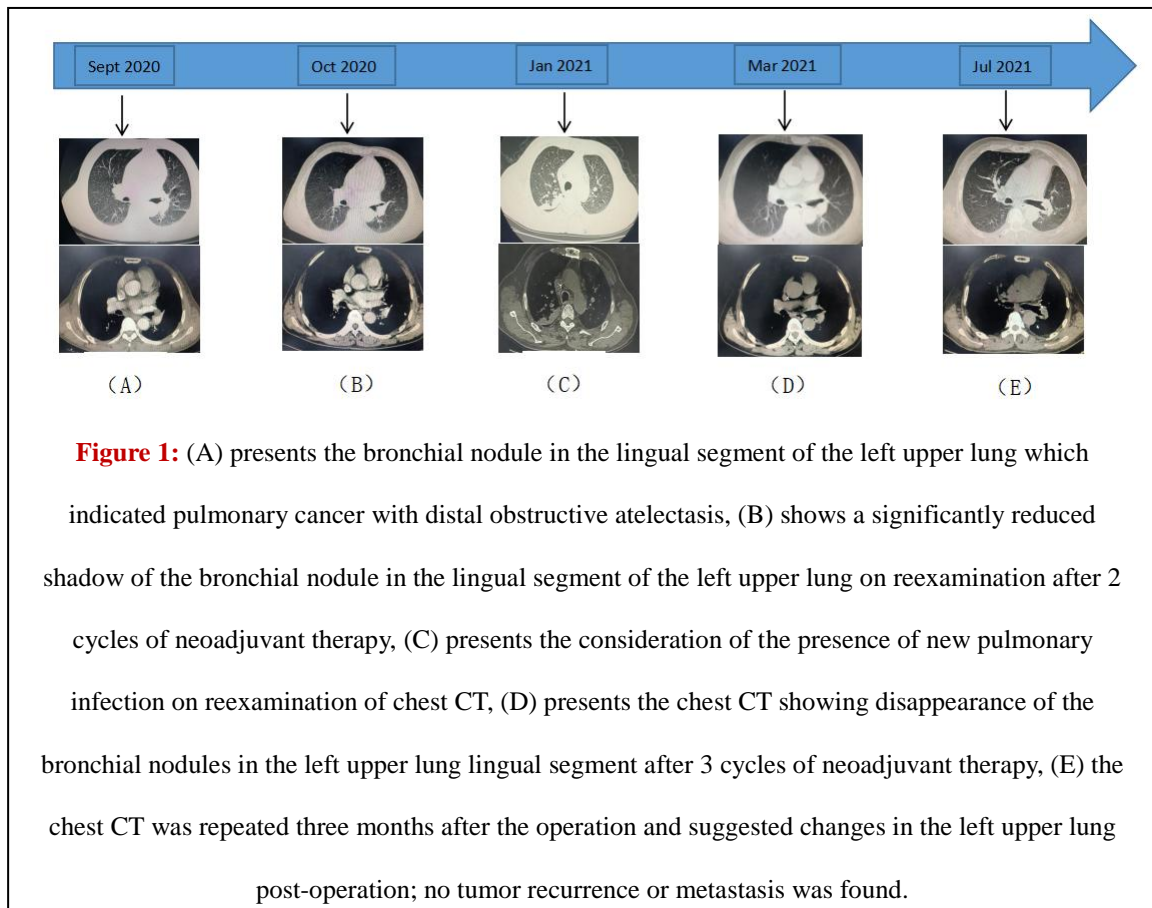 Sept 2020
Oct 2020
Jan 2021
Mar 2021
Jul 2021
(A)
(B)
(C)
(D)
(E)
Figure 1: (A) presents the bronchial nodule in the lingual segment of the left upper lung which
indicated pulmonary cancer with distal obstructive atelectasis, (B) shows a significantly reduced
shadow of the bronchial nodule in the lingual segment of the left upper lung on reexamination after 2
cycles of neoadjuvant therapy, (C) presents the consideration of the presence of new pulmonary
infection on reexamination of chest CT, (D) presents the chest CT showing disappearance of the
bronchial nodules in the left upper lung lingual segment after 3 cycles of neoadjuvant therapy, (E) the
chest CT was repeated three months after the operation and suggested changes in the left upper lung
post-operation; no tumor recurrence or metastasis was found.